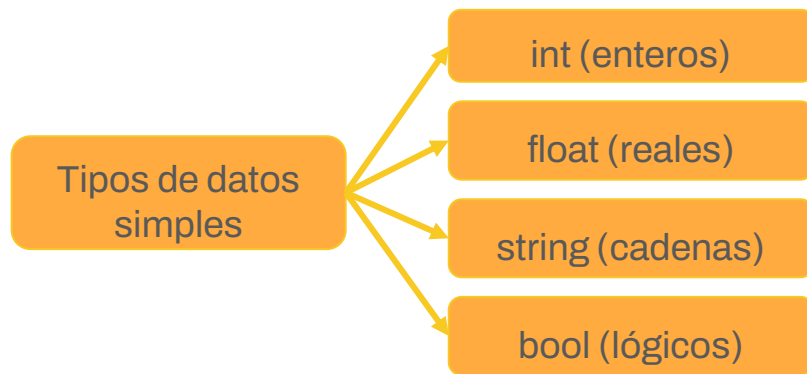 Tipos de datos
simples
int (enteros)
float (reales)
string (cadenas)
bool (lógicos)